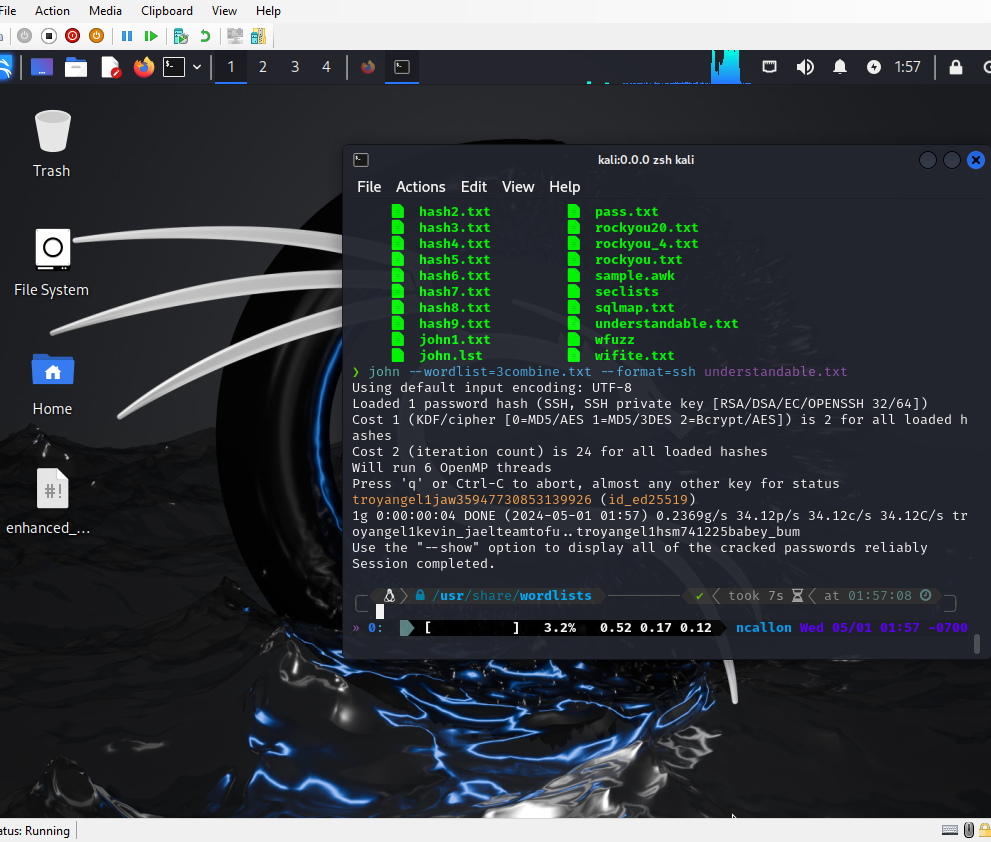 File Action Media Clipboard View Help
1 2 3 4 1:57
Trash
File System
Home
#!
enhanced_...
kali:0.0.0 zsh kali
File Actions Edit View Help
hash2.txt pass.txt
hash3.txt rockyou20.txt
hash4.txt rockyou_4.txt
hash5.txt rockyou.txt
hash6.txt sample.awk
hash7.txt seclists
hash8.txt sqlmap.txt
hash9.txt understandable.txt
john1.txt wfuzz
john.lst wifite.txt
❯ john --wordlist=3combine.txt --format=ssh understandable.txt
Using default input encoding: UTF-8
Loaded 1 password hash (SSH, SSH private key [RSA/DSA/EC/OPENSSH 32/64])
Cost 1 (KDF/cipher [0=MD5/AES 1=MD5/3DES 2=Bcrypt/AES]) is 2 for all loaded h
ashes
Cost 2 (iteration count) is 24 for all loaded hashes
Will run 6 OpenMP threads
Press 'q' or Ctrl-C to abort, almost any other key for status
troyangel1jaw35947730853139926 (id_ed25519)
1g 0:00:00:04 DONE (2024-05-01 01:57) 0.2369g/s 34.12p/s 34.12c/s 34.12C/s tr
oyangel1kevin_jaelteamtofu..troyangel1hsm741225babey_bum
Use the "--show" option to display all of the cracked passwords reliably
Session completed.
/usr/share/wordlists ✔ took 7s at 01:57:08
» 0: [ ] 3.2% 0.52 0.17 0.12 ncallon Wed 05/01 01:57 -0700
atus: Running